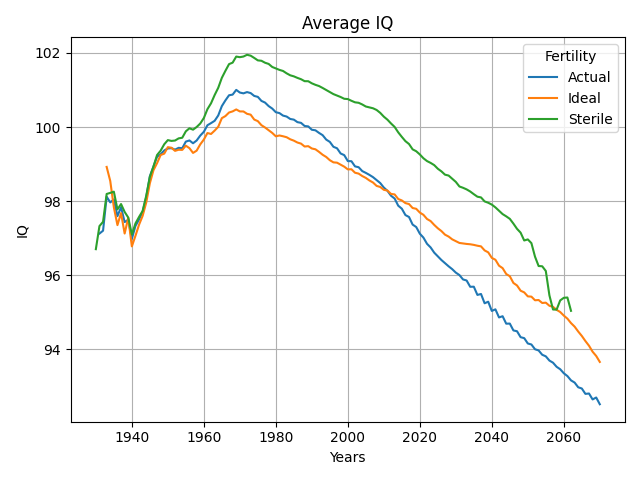 Average IQ
IQ
102
100
98
96
94
1940
1960
1980
2000
2020
2040
2060
Years
Fertility
Actual
Ideal
Sterile